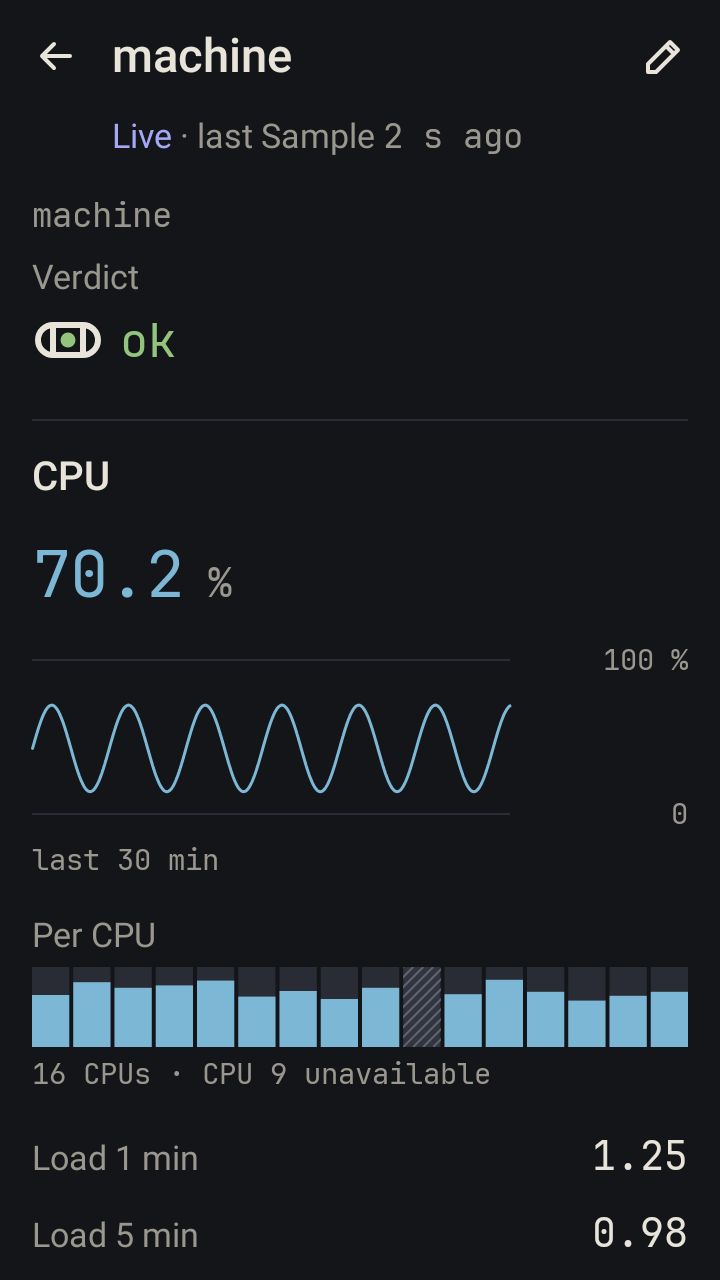 machine
Live · last Sample 2 s ago
machine
Verdict
ok
CPU
70.2 %
100 %
0
last 30 min
Per CPU
16 CPUs · CPU 9 unavailable
Load 1 min 1.25
Load 5 min 0.98